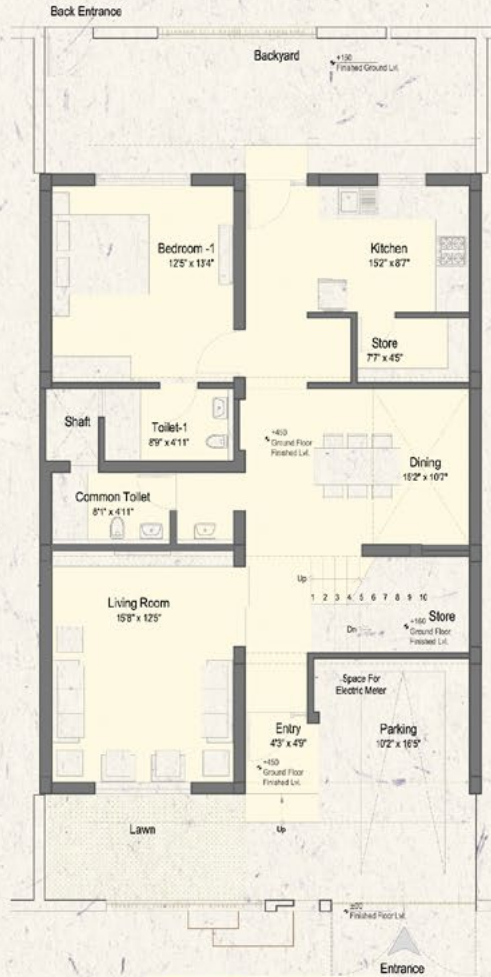 Back Entrance
Backyard
+150
Finished Ground Lvl.
Bedroom -1
12'5" x 13'4"
Kitchen
15'2" x 8'7"
Store
7'7" x 4'5"
Shaft
Toilet-1
8'9" x 4'11"
+450
Ground Floor
Finished Lvl.
Dining
15'2" x 10'7"
Common Toilet
8'1" x 4'11"
Living Room
15'8" x 12'5"
Up
1 2 3 4 5 6 7 8 9 10
Dn
Store
+160
Ground Floor
Finished Lvl.
Space For
Electric Meter
Entry
4'3" x 4'9"
Parking
10'2" x 16'5"
+450
Ground Floor
Finished Lvl.
Lawn
Up
±00
Finished Floor Lvl.
Entrance